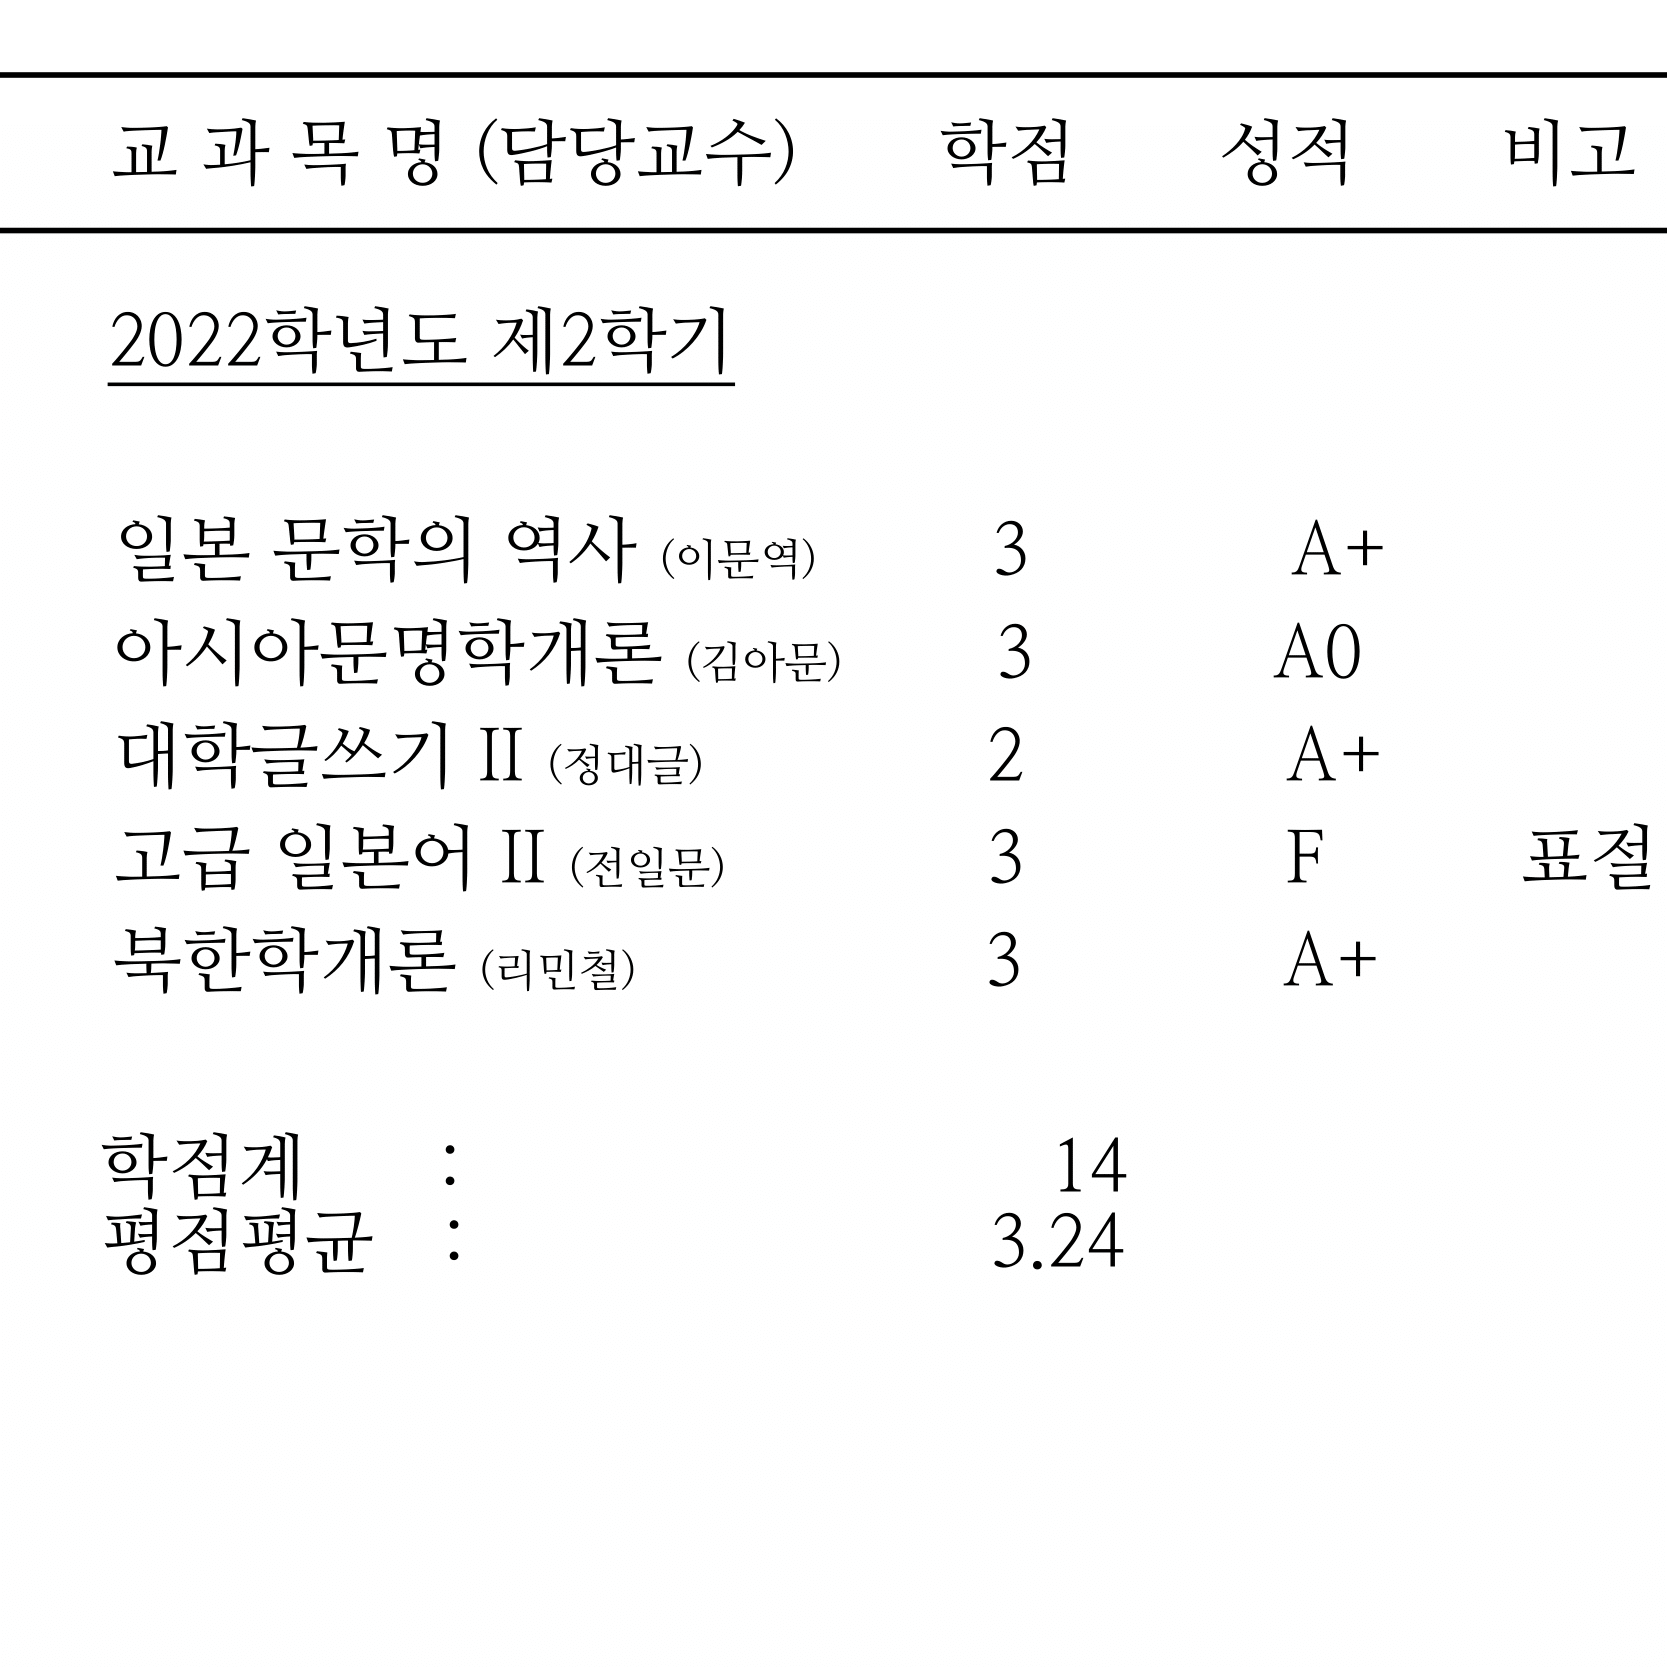 교 과 목 명 (담당교수) 학점 성적 비고
2022학년도 제2학기
일본 문학의 역사 (이문역) 3 A+
아시아문명학개론 (김아문) 3 A0
대학글쓰기 II (정대글) 2 A+
고급 일본어 II (전일문) 3 F 표절
북한학개론 (리민철) 3 A+
학점계 : 14
평점평균 : 3.24